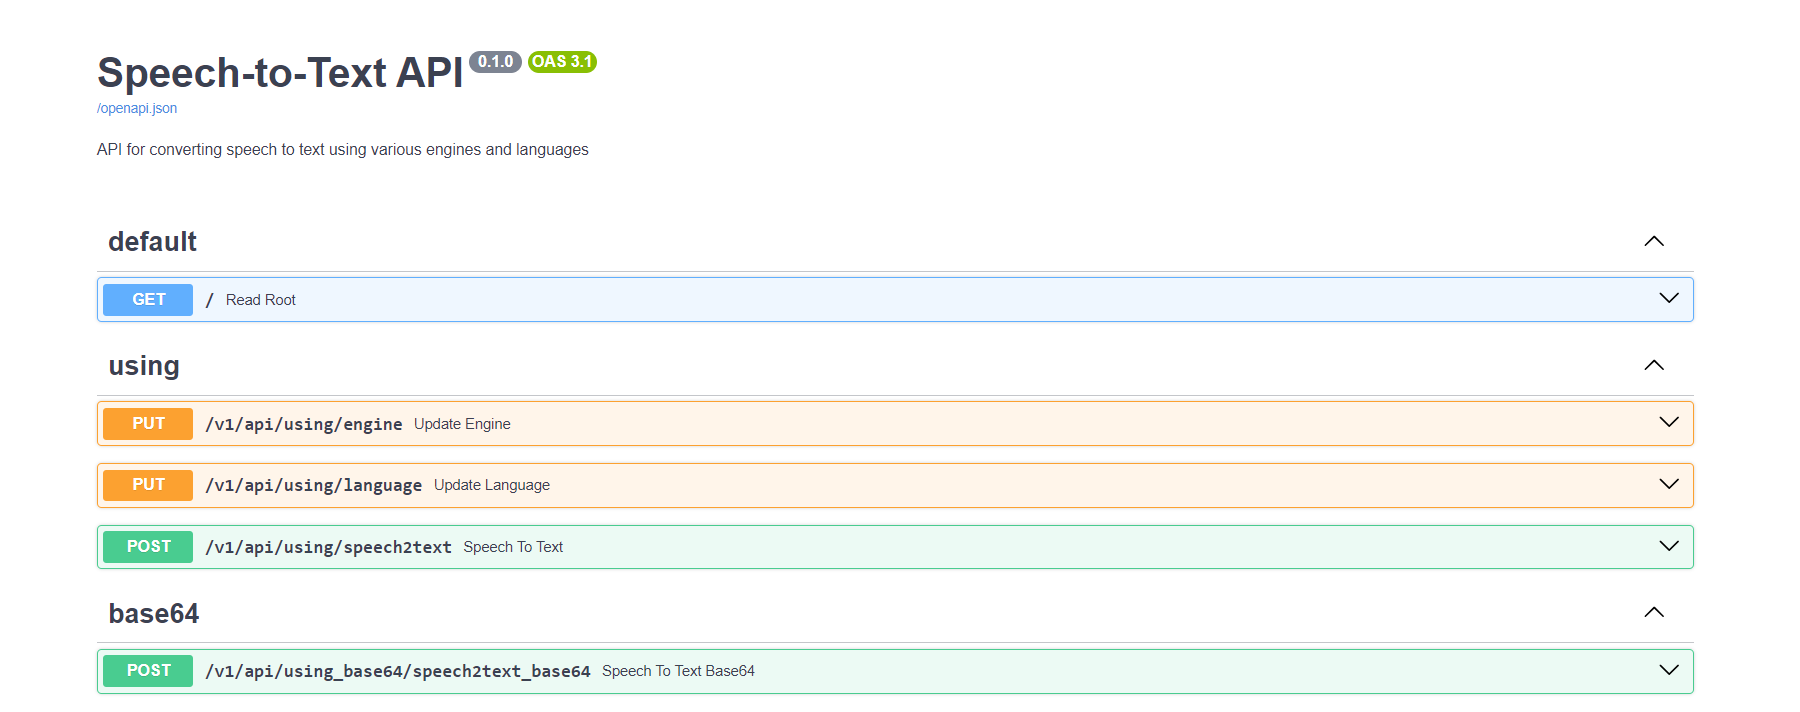 Speech-to-Text API 0.1.0 OAS 3.1
/openapi.json
API for converting speech to text using various engines and languages
default
GET / Read Root
using
PUT /v1/api/using/engine Update Engine
PUT /v1/api/using/language Update Language
POST /v1/api/using/speech2text Speech To Text
base64
POST /v1/api/using_base64/speech2text_base64 Speech To Text Base64